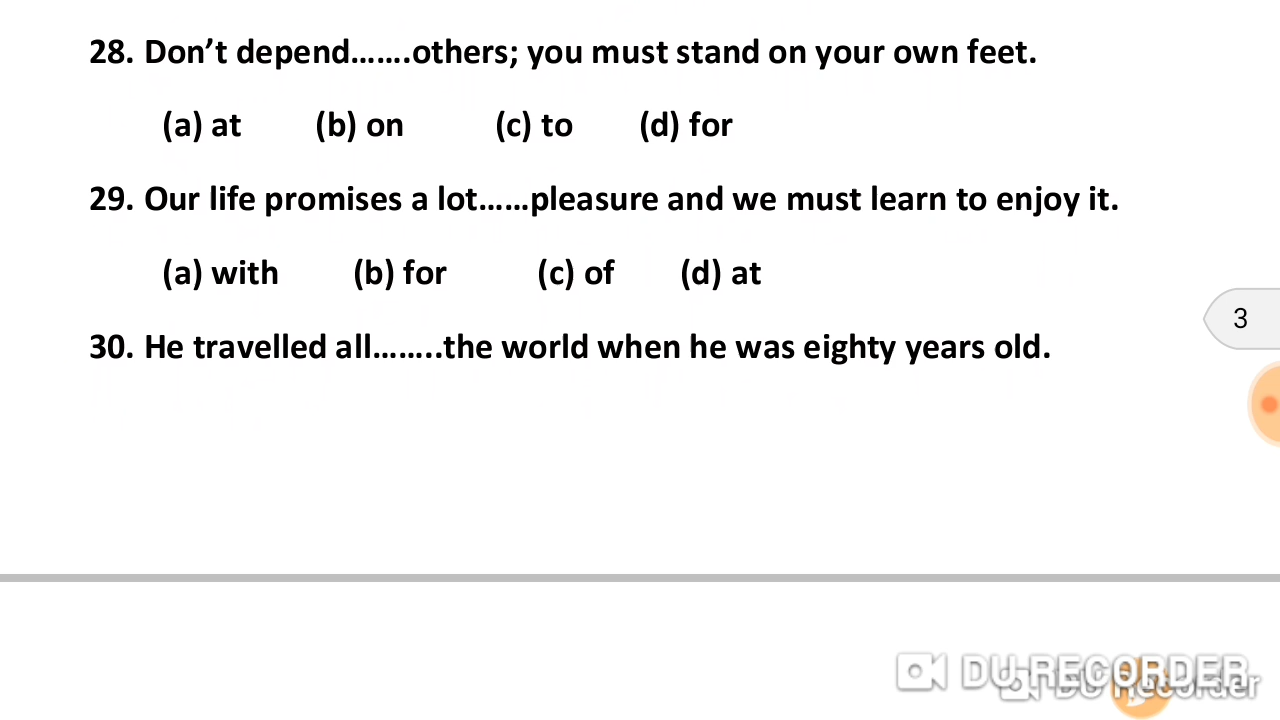 28. Don’t depend…….others; you must stand on your own feet.
(a) at (b) on (c) to (d) for
29. Our life promises a lot……pleasure and we must learn to enjoy it.
(a) with (b) for (c) of (d) at
30. He travelled all……..the world when he was eighty years old.
3
DU RECORDER
Du Recorder